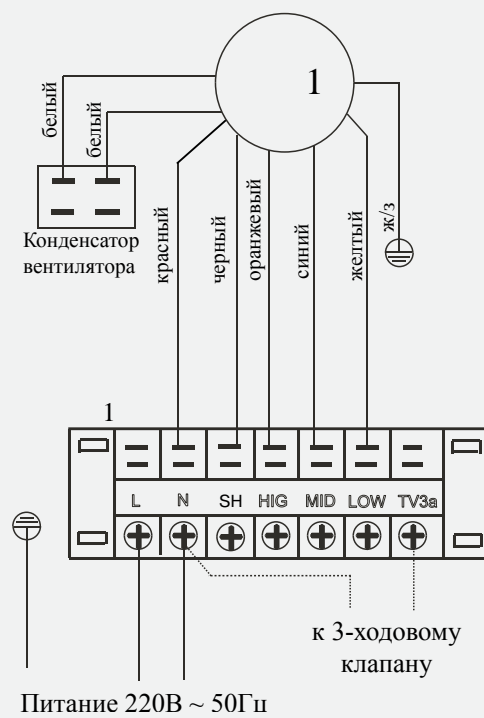 1
белый
белый
Конденсатор
вентилятора
красный
черный
оранжевый
синий
желтый
ж/з
1
L N SH HIG MID LOW TV3a
к 3-ходовому
клапану
Питание 220В ~ 50Гц